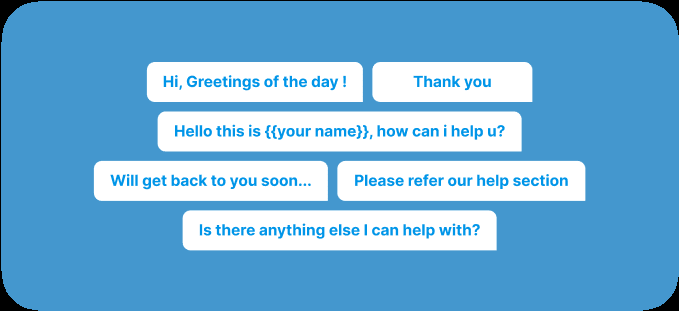 Hi, Greetings of the day !
Thank you
Hello this is {{your name}}, how can i help u?
Will get back to you soon...
Please refer our help section
Is there anything else I can help with?